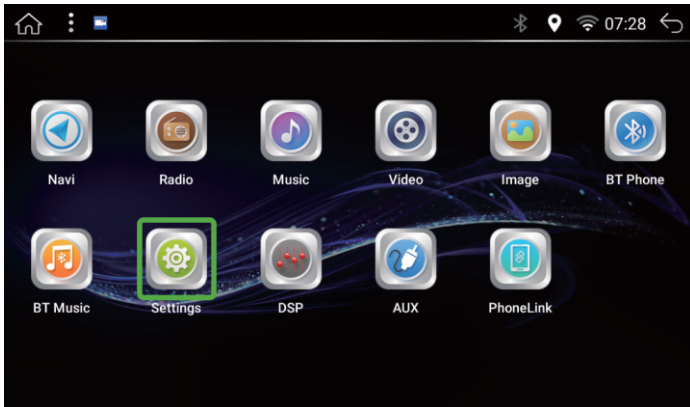 07:28
Navi Radio Music Video Image BT Phone
BT Music Settings DSP AUX PhoneLink